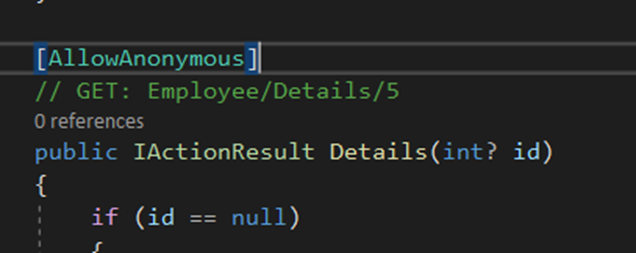 [AllowAnonymous]
// GET: Employee/Details/5
0 references
public IActionResult Details(int? id)
{
if (id == null)
{